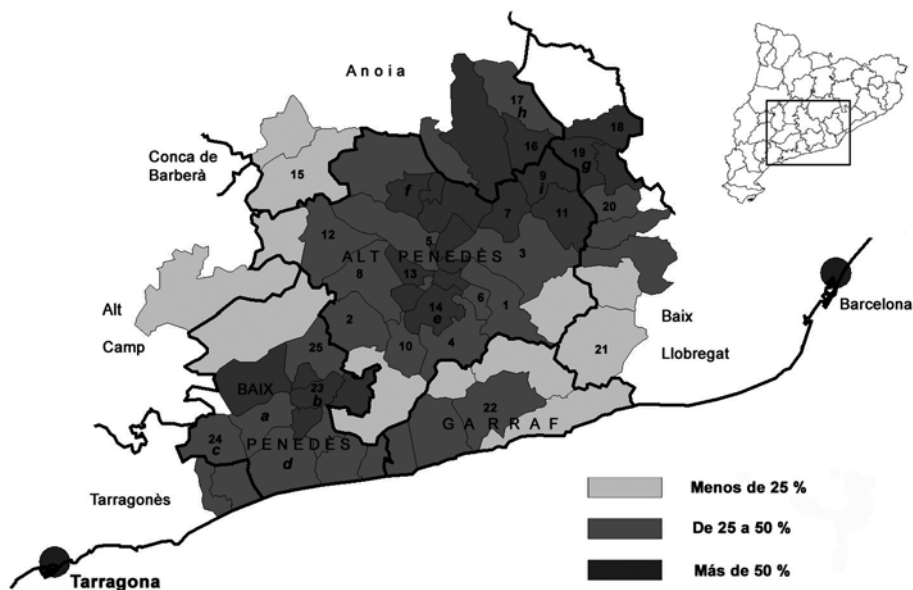 Anoia
17
h
18
Conca de
Barberà
16
19
g
15
9
i
f
7
11
20
12
5
3
ALT PENEDÈS
8
13
Alt
14
e
6
1
Barcelona
2
Baix
Camp
10
4
Llobregat
25
21
BAIX
23
b
a
22
GARRAF
24
c
PENEDÈS
d
Menos de 25 %
Tarragonès
De 25 a 50 %
Más de 50 %
Tarragona